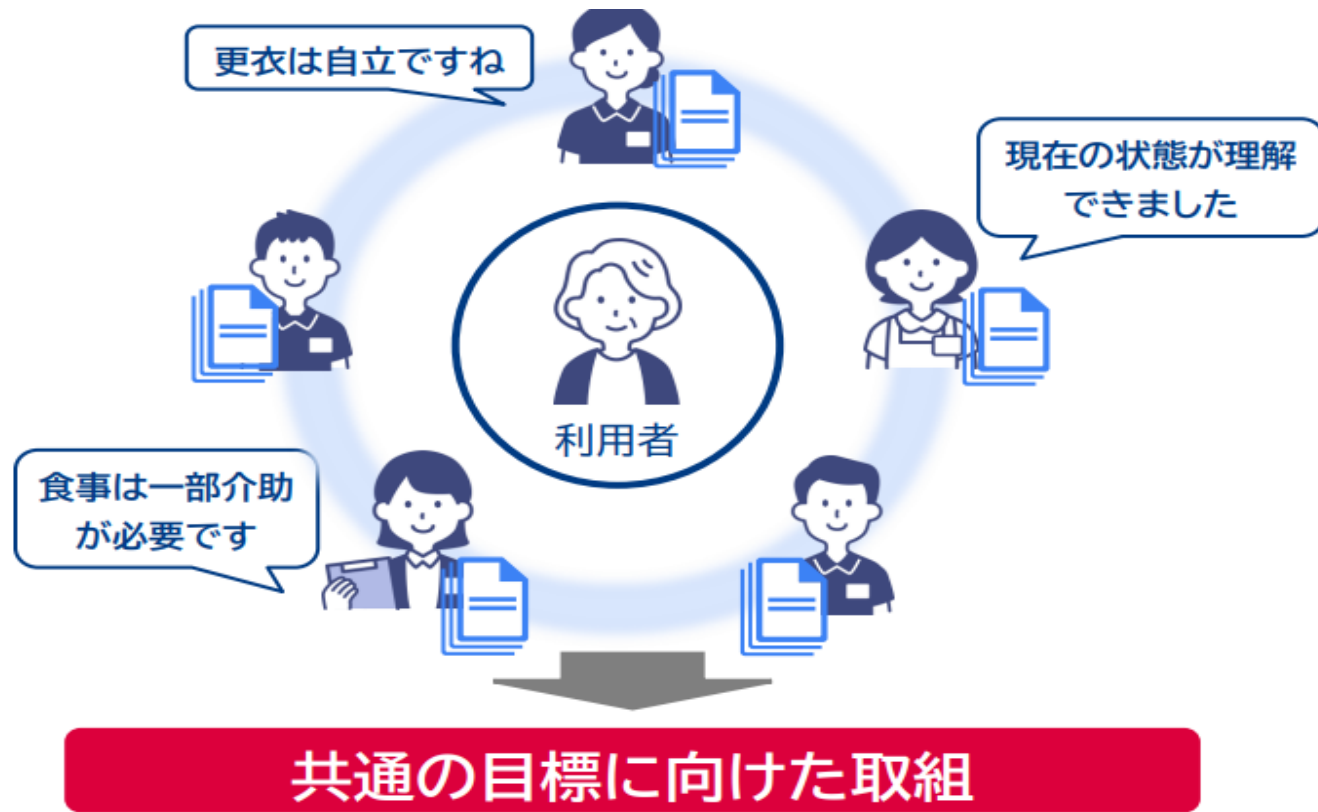 更衣は自立ですね
現在の状態が理解
できました
利用者
食事は一部介助
が必要です
共通の目標に向けた取組